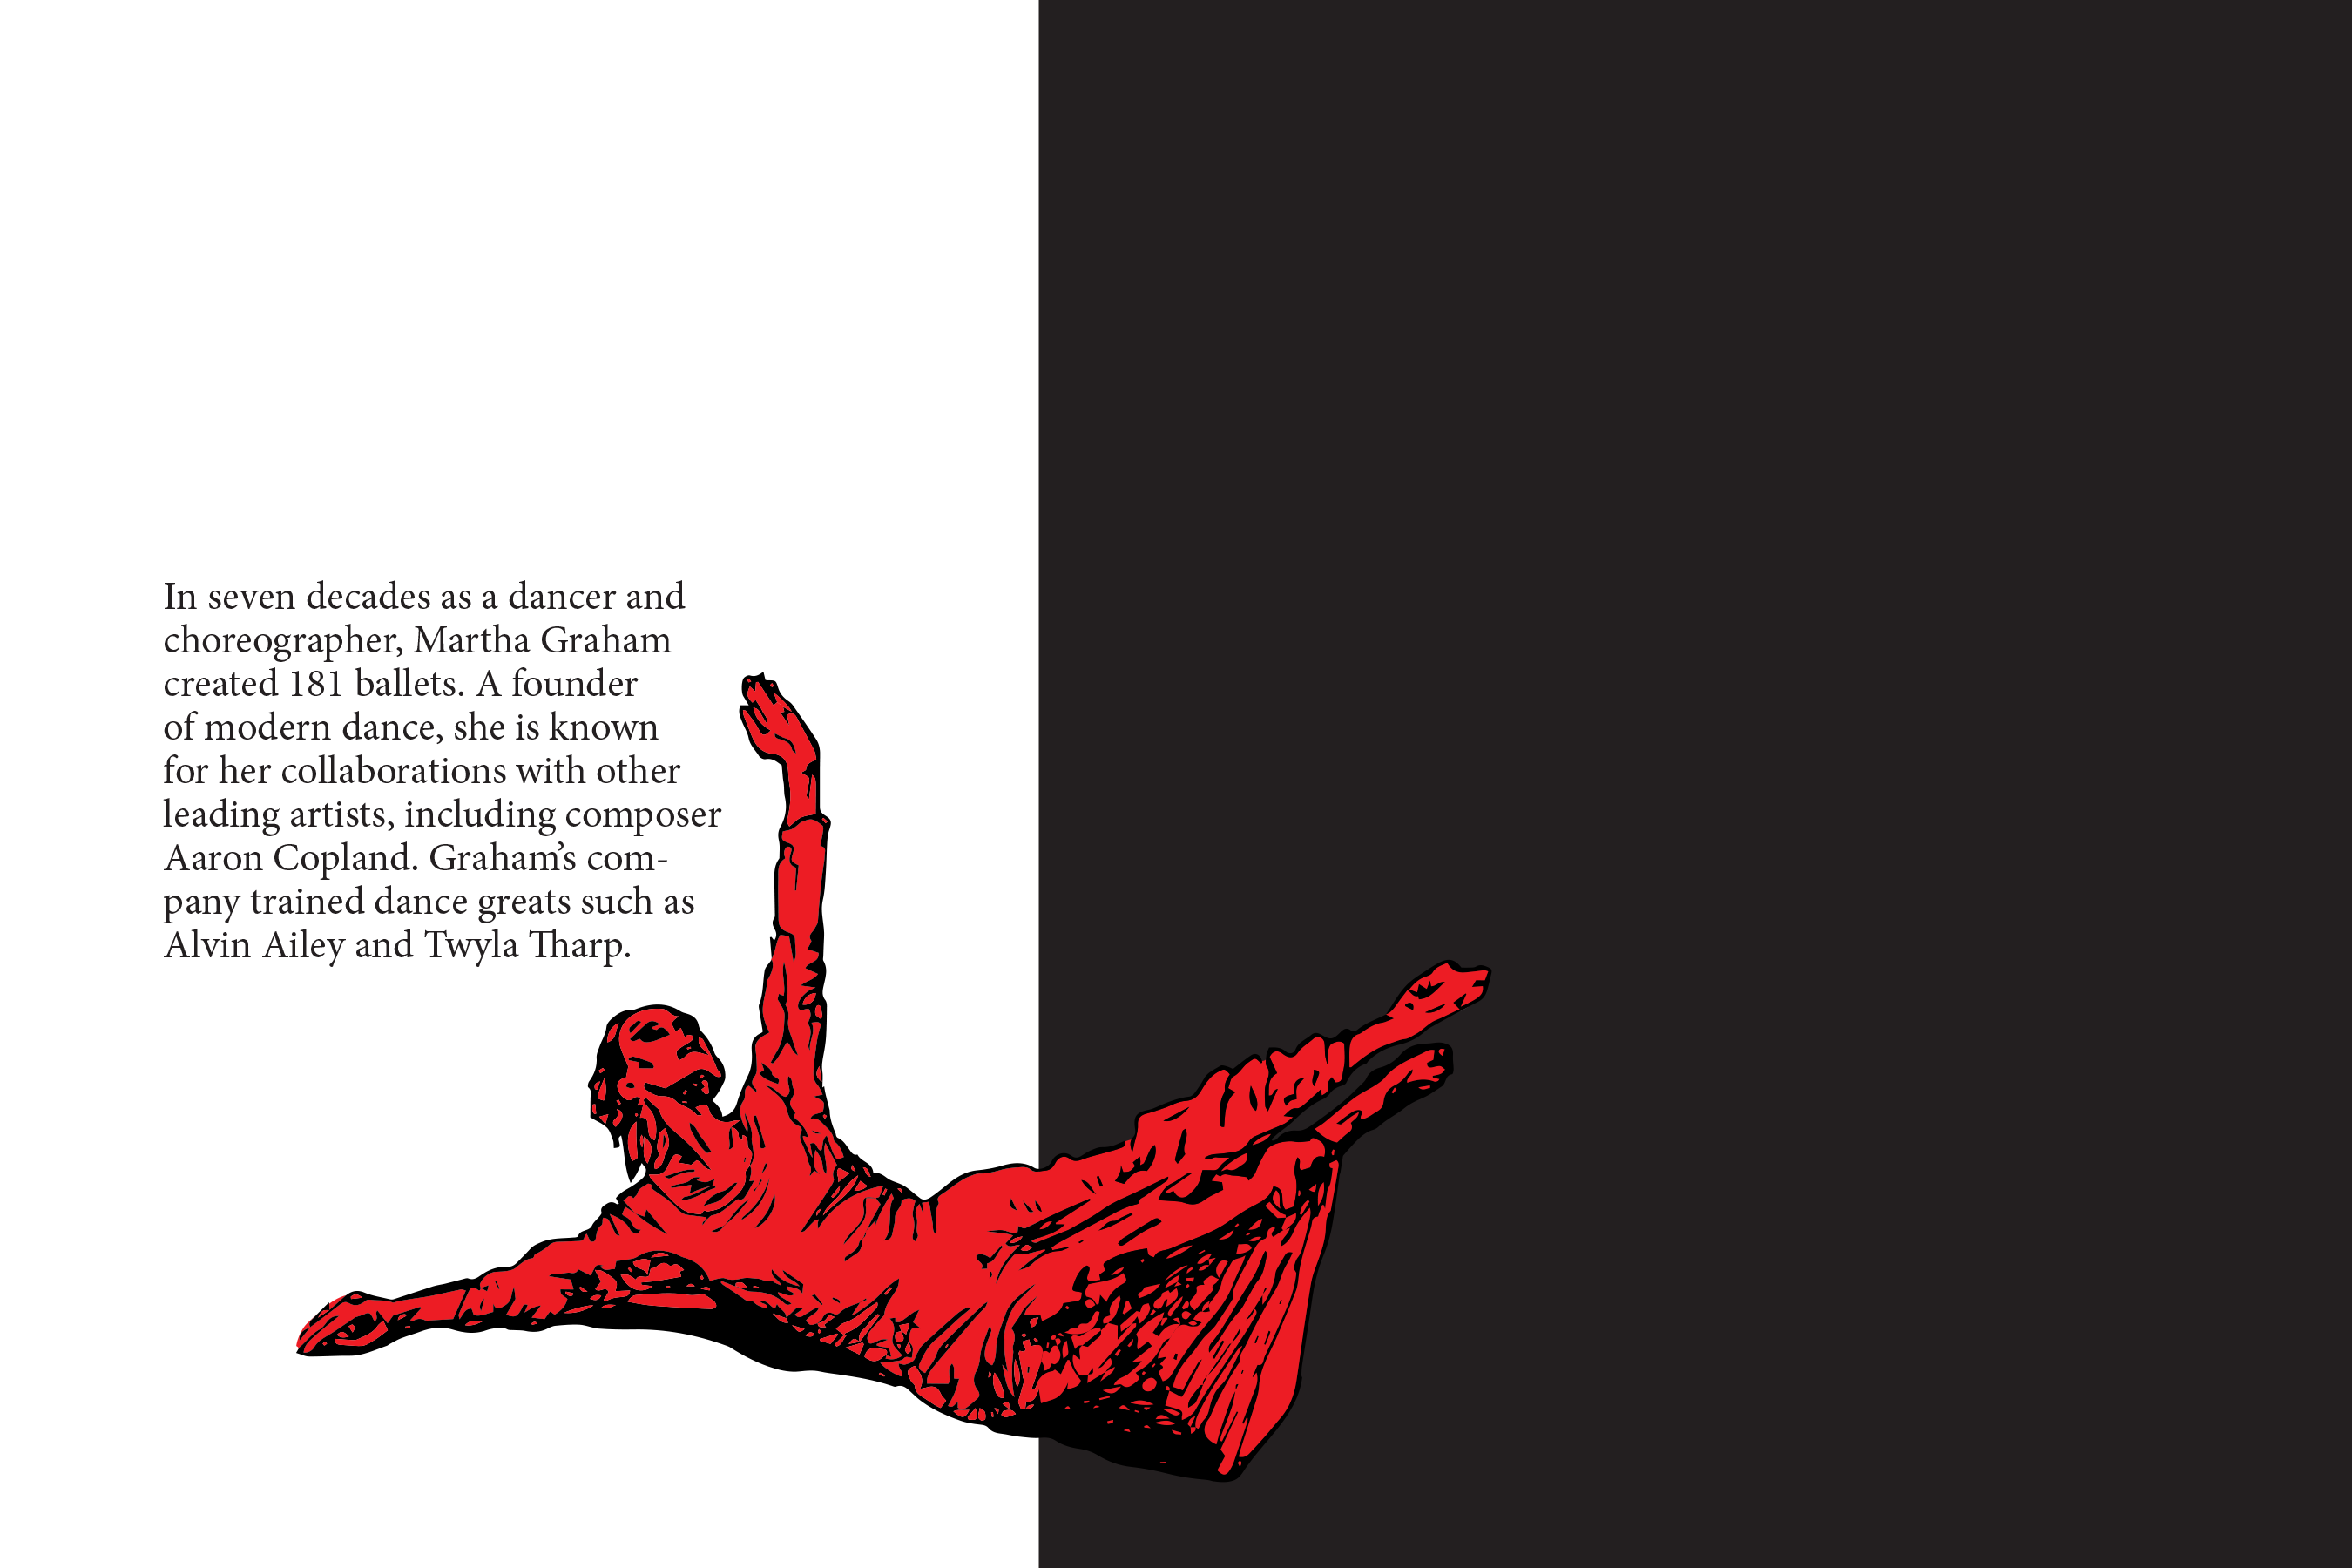 In seven decades as a dancer and
choreographer, Martha Graham
created 181 ballets. A founder
of modern dance, she is known
for her collaborations with other
leading artists, including composer
Aaron Copland. Graham’s com-
pany trained dance greats such as
Alvin Ailey and Twyla Tharp.